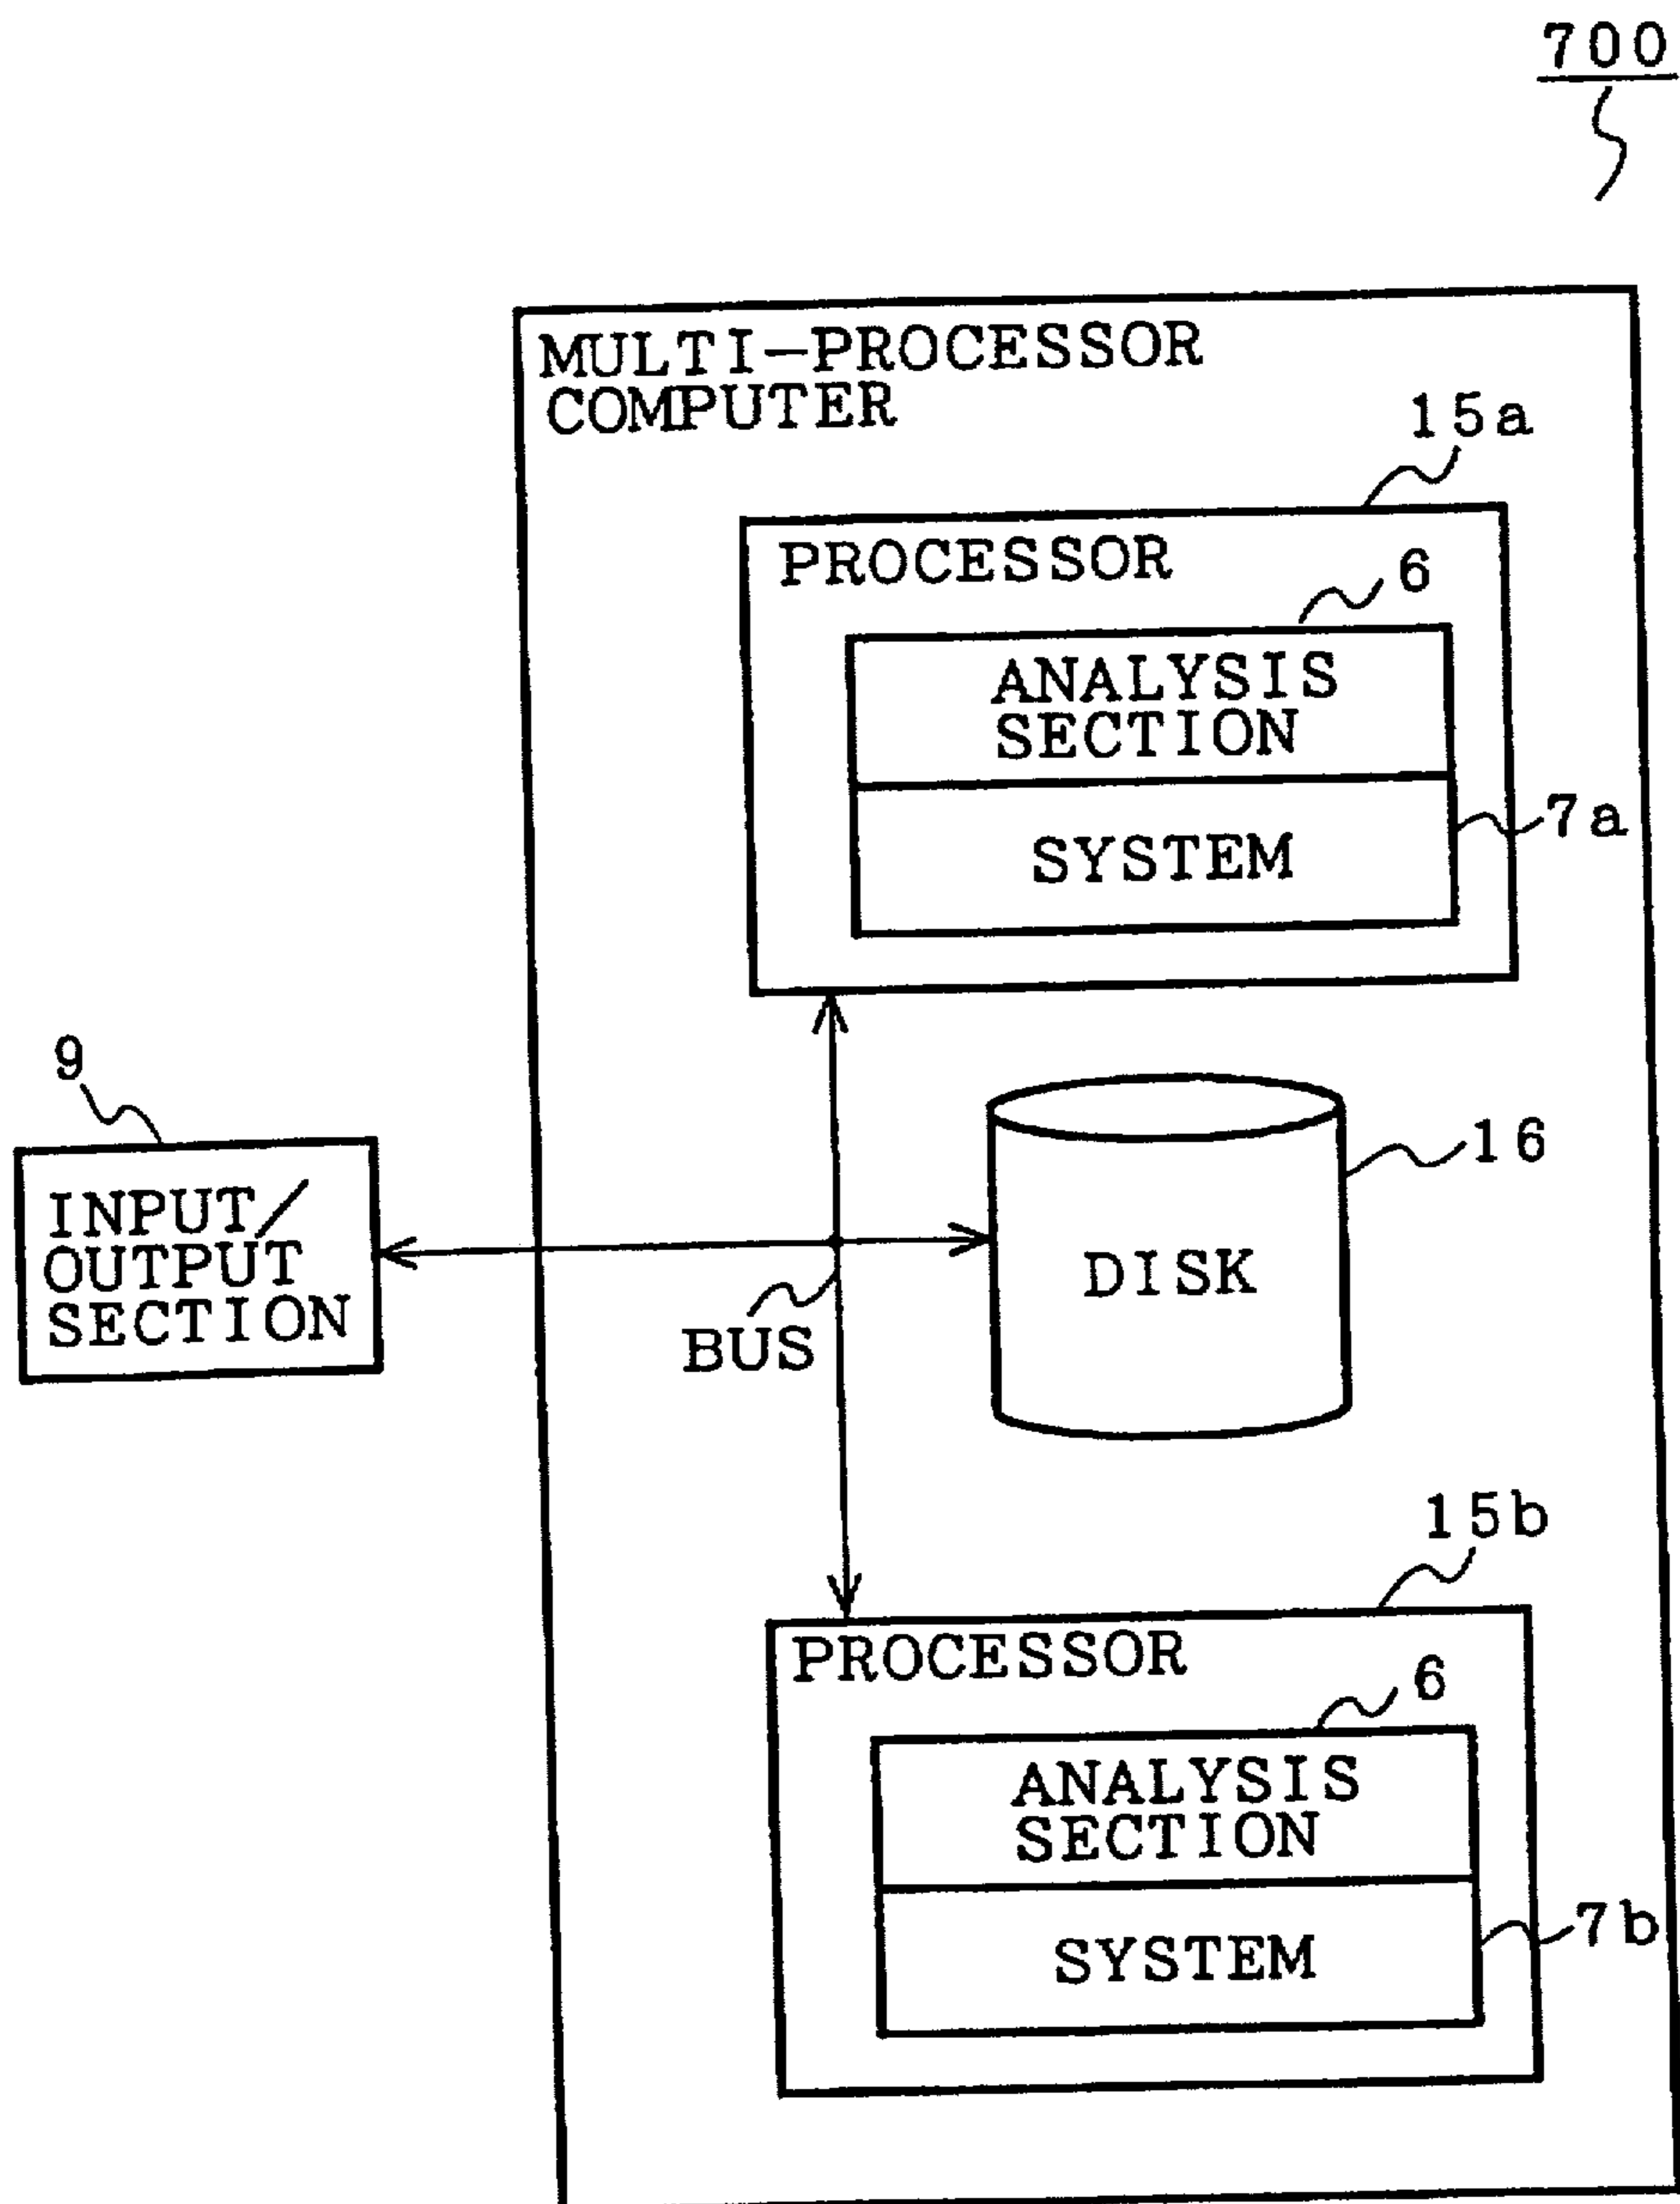 700
MULTI-PROCESSOR
COMPUTER
15a
PROCESSOR
6
ANALYSIS
SECTION
7a
SYSTEM
9
16
INPUT/
OUTPUT
SECTION
DISK
BUS
15b
PROCESSOR
6
ANALYSIS
SECTION
7b
SYSTEM